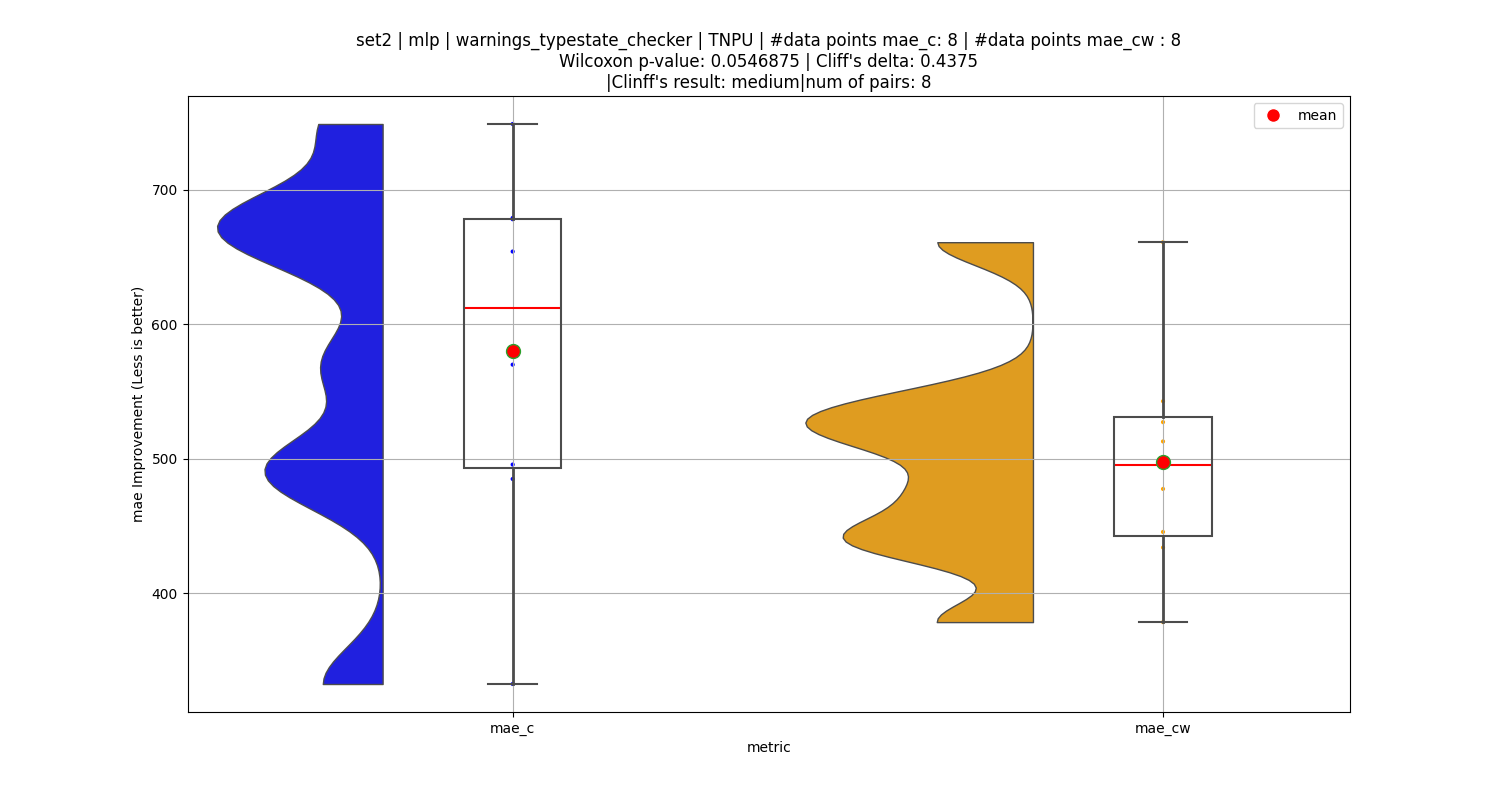 set2 | mlp | warnings_typestate_checker | TNPU | #data points mae_c: 8 | #data points mae_cw : 8
Wilcoxon p-value: 0.0546875 | Cliff's delta: 0.4375
|Clinff's result: medium|num of pairs: 8
mean
700
600
500
400
mae Improvement (Less is better)
mae_c
mae_cw
metric